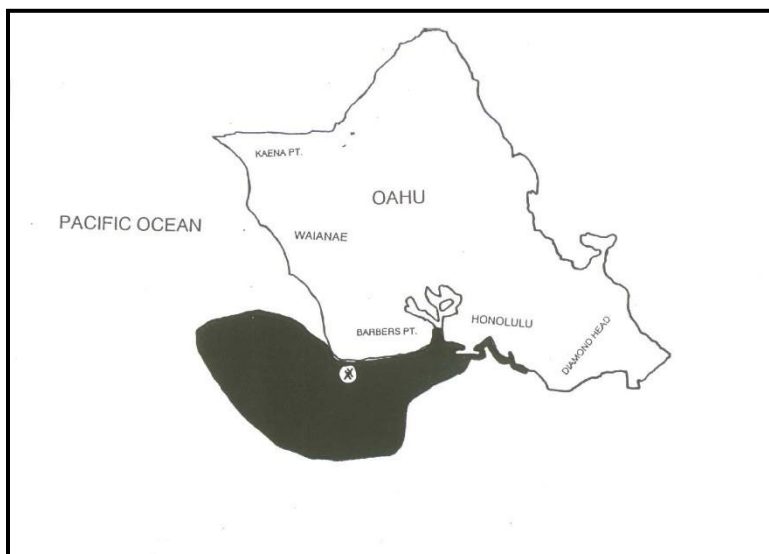 KAENA PT.
OAHU
PACIFIC OCEAN
WAIANAE
BARBERS PT.
HONOLULU
DIAMOND HEAD